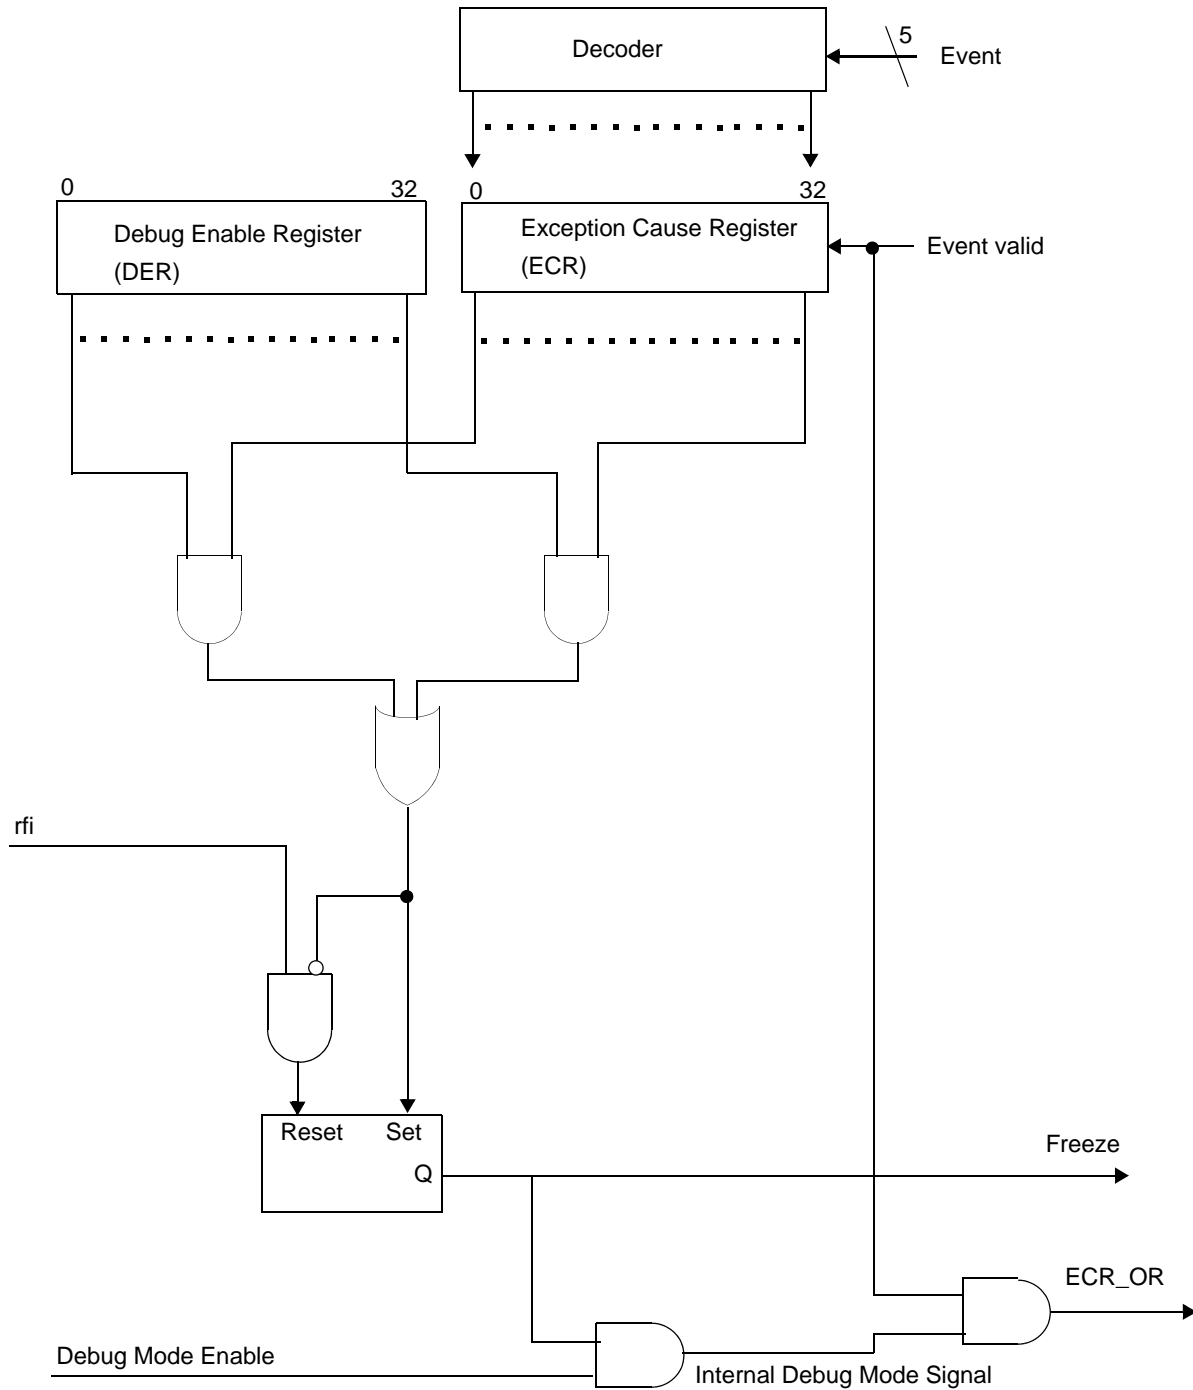 5
Decoder
Event
0
32
0
32
Debug Enable Register
(DER)
Exception Cause Register
(ECR)
Event valid
rfi
Reset
Set
Q
Freeze
ECR_OR
Debug Mode Enable
Internal Debug Mode Signal